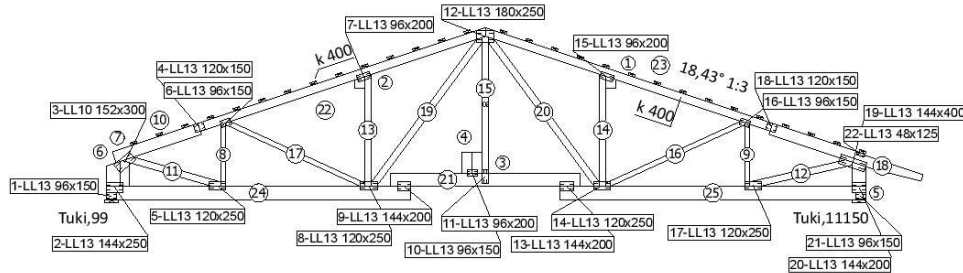 12-LL13 180x250
7-LL13 96x200
15-LL13 96x200
k 400
1
23
18,43° 1:3
4-LL13 120x150
18-LL13 120x150
6-LL13 96x150
2
16-LL13 96x150
3-LL10 152x300
15
k 400
19-LL13 144x400
10
22
19
20
22-LL13 48x125
7
13
14
6
4
8
17
16
9
18
11
3
12
21
1-LL13 96x150
24
25
5
5-LL13 120x250
9-LL13 144x200
11-LL13 96x200
14-LL13 120x250
Tuki,99
Tuki,11150
2-LL13 144x250
8-LL13 120x250
10-LL13 96x150
13-LL13 144x200
17-LL13 120x250
21-LL13 96x150
20-LL13 144x200